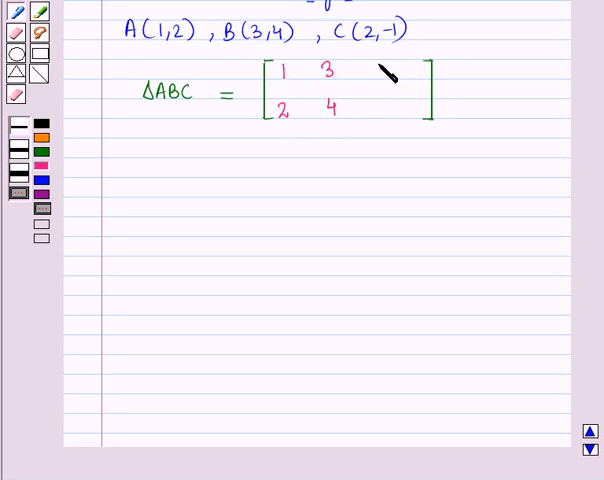 A(1,2) , B(3,4) , C(2,-1)
ΔABC = [ 1 3
2 4 ]